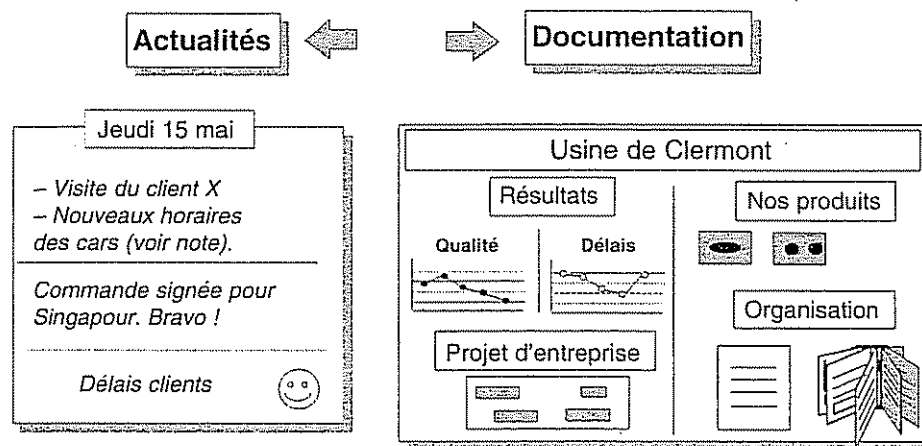 Actualités
Documentation
Jeudi 15 mai
– Visite du client X
– Nouveaux horaires
des cars (voir note).
Commande signée pour
Singapour. Bravo !
Délais clients
Usine de Clermont
Résultats
Qualité
Délais
Projet d'entreprise
Nos produits
Organisation